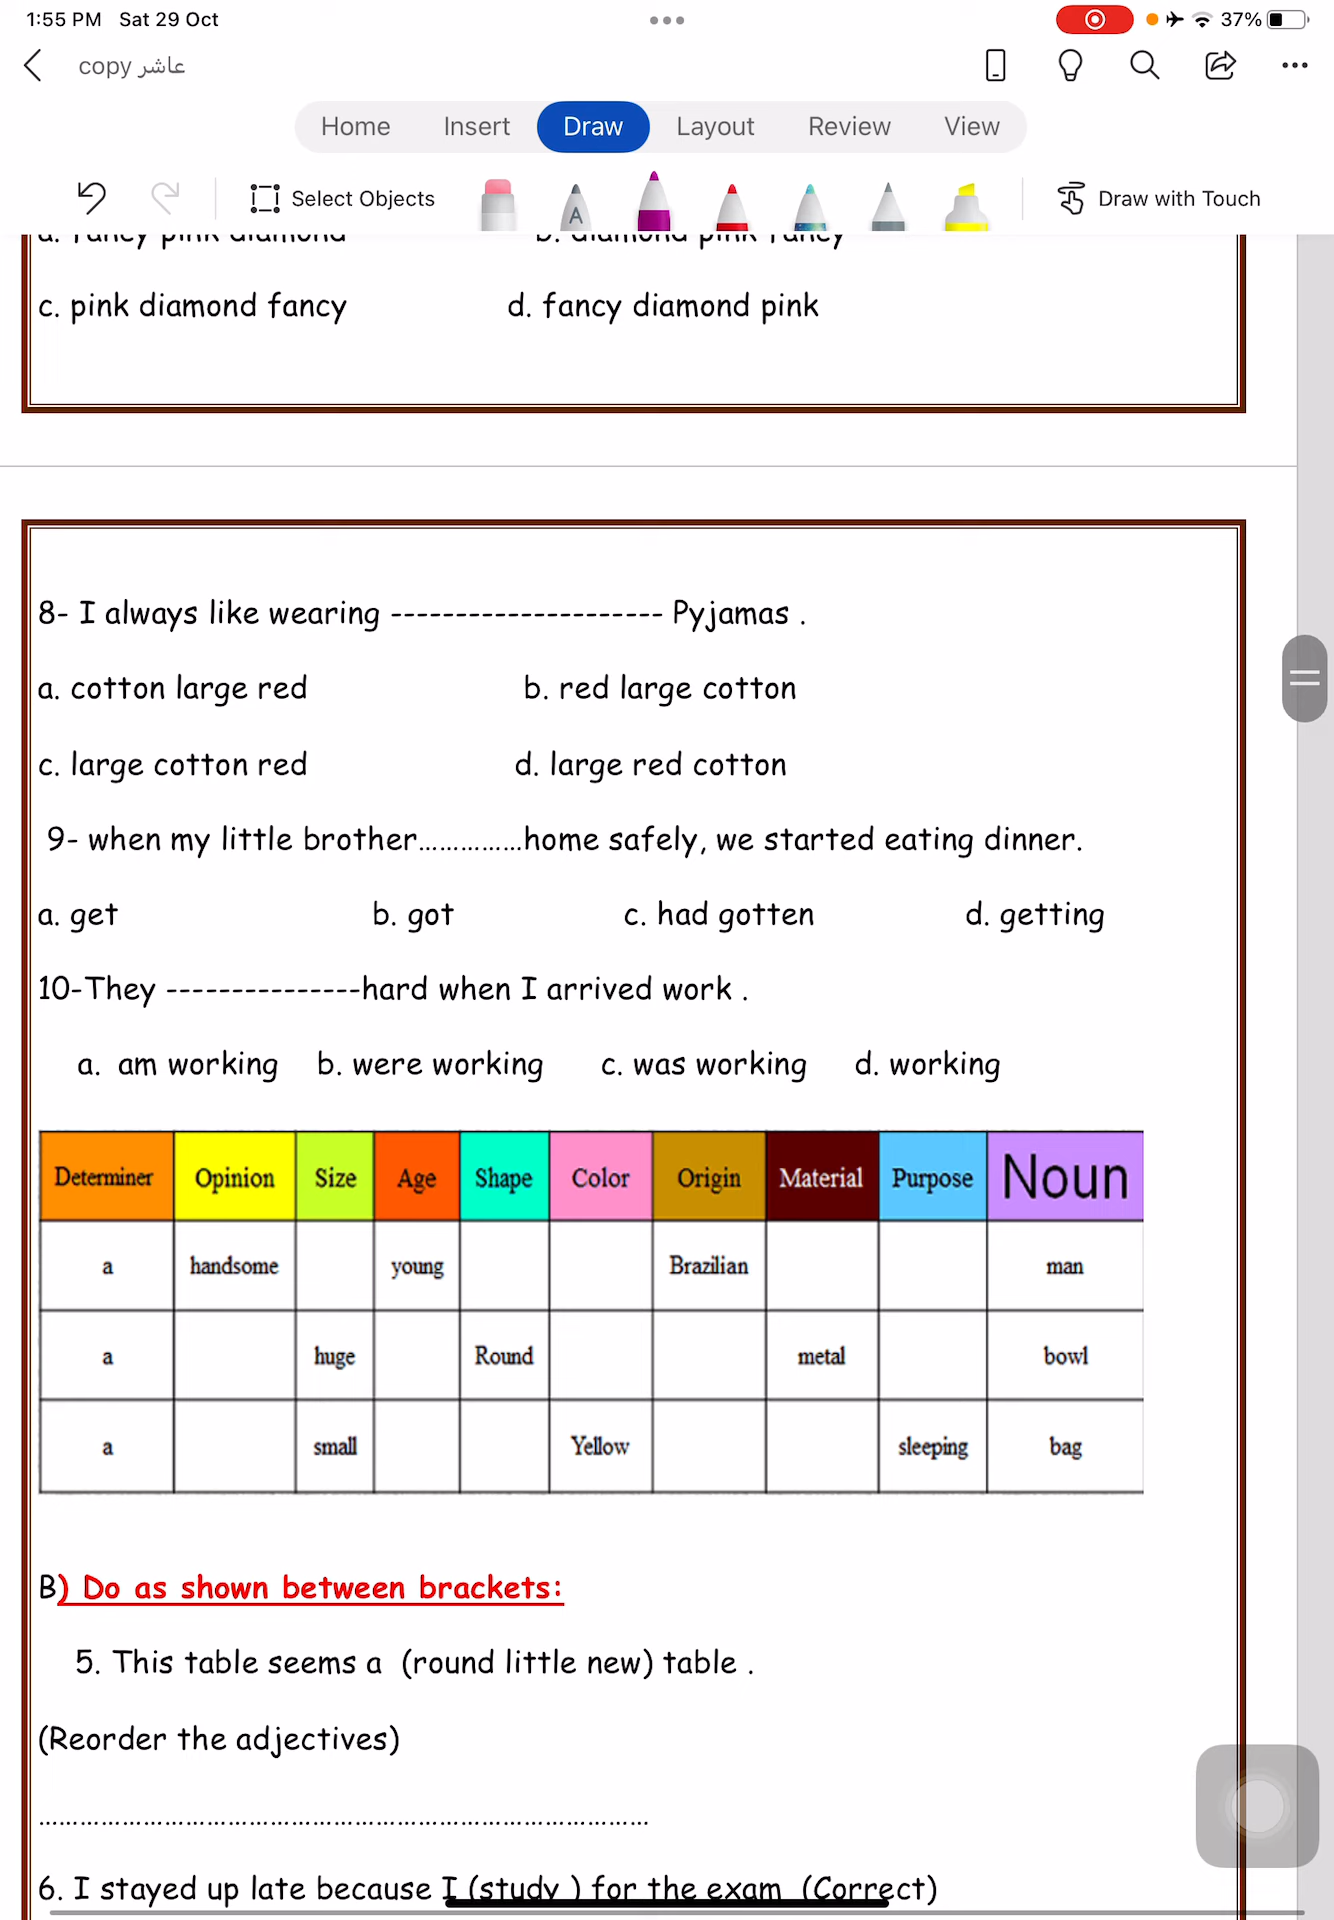 1:55 PM Sat 29 Oct
37%
copy عاشر
Home Insert Draw Layout Review View
Select Objects
A
Draw with Touch
a. fancy pink diamond b. diamond pink fancy
c. pink diamond fancy d. fancy diamond pink
8- I always like wearing --------------------- Pyjamas .
a. cotton large red b. red large cotton
c. large cotton red d. large red cotton
9- when my little brother..............home safely, we started eating dinner.
a. get b. got c. had gotten d. getting
10-They ---------------hard when I arrived work .
a. am working b. were working c. was working d. working
Determiner Opinion Size Age Shape Color Origin Material Purpose Noun
a handsome young Brazilian man
a huge Round metal bowl
a small Yellow sleeping bag
B) Do as shown between brackets:
5. This table seems a (round little new) table .
(Reorder the adjectives)
....................................................................................
6. I stayed up late because I (study ) for the exam (Correct)